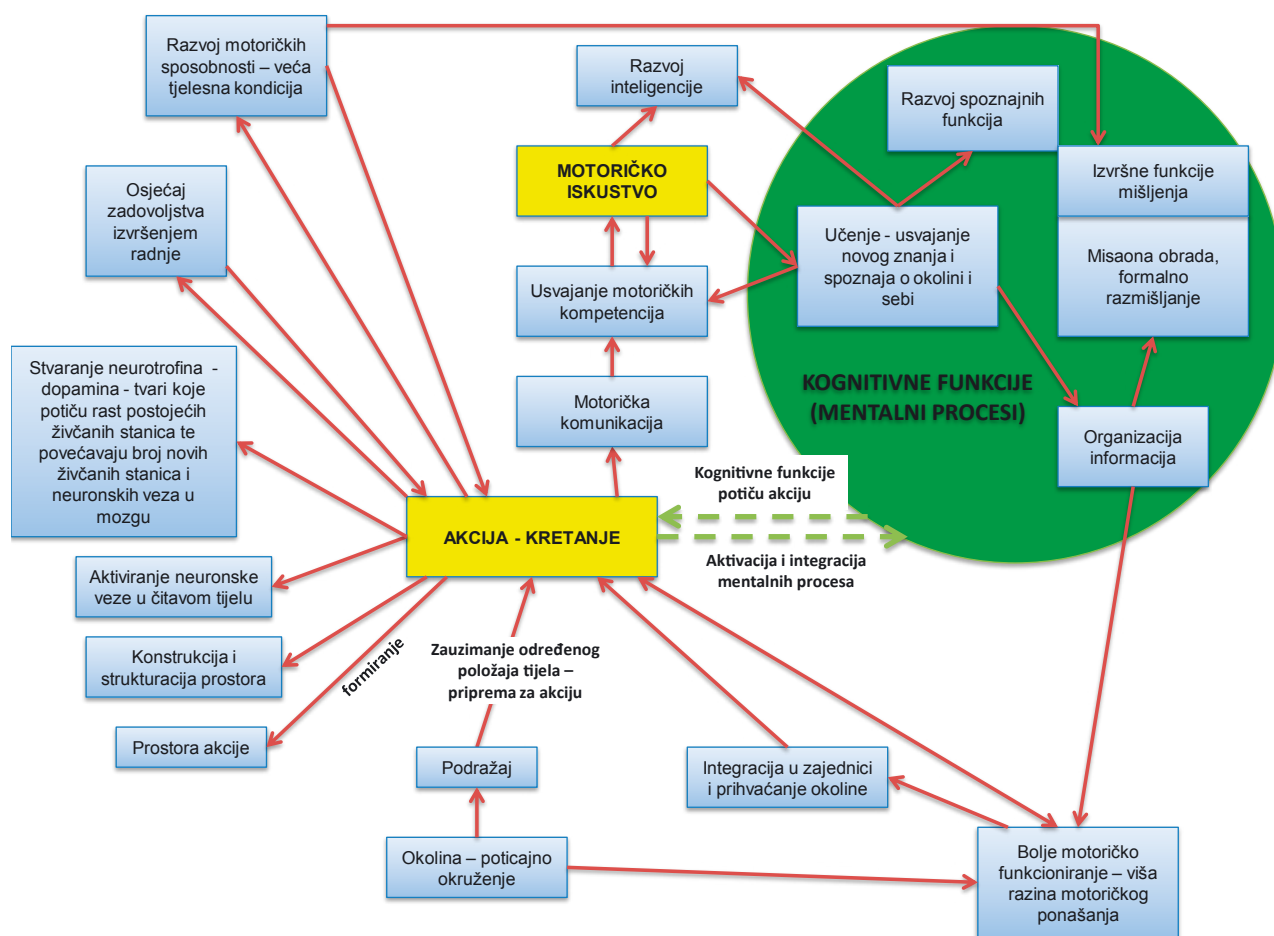 Razvoj motoričkih
sposobnosti – veća
tjelesna kondicija
Razvoj
inteligencije
Razvoj spoznajnih
funkcija
MOTORIČKO
ISKUSTVO
Izvršne funkcije
mišljenja
Osjećaj
zadovoljstva
izvršenjem
radnje
Učenje - usvajanje
novog znanja i
spoznaja o okolini i
sebi
Misaona obrada,
formalno
razmišljanje
Usvajanje motoričkih
kompetencija
Stvaranje neurotrofina -
dopamina - tvari koje
potiču rast postojećih
živčanih stanica te
povećavaju broj novih
živčanih stanica i
neuronskih veza u
mozgu
KOGNITIVNE FUNKCIJE
(MENTALNI PROCESI)
Motorička
komunikacija
Organizacija
informacija
Kognitivne funkcije
potiču akciju
AKCIJA - KRETANJE
Aktivacija i integracija
mentalnih procesa
Aktiviranje neuronske
veze u čitavom tijelu
Konstrukcija i
strukturacija prostora
formiranje
Zauzimanje određenog
položaja tijela –
priprema za akciju
Prostora akcije
Podražaj
Integracija u zajednici
i prihvaćanje okoline
Okolina – poticajno
okruženje
Bolje motoričko
funkcioniranje – viša
razina motoričkog
ponašanja